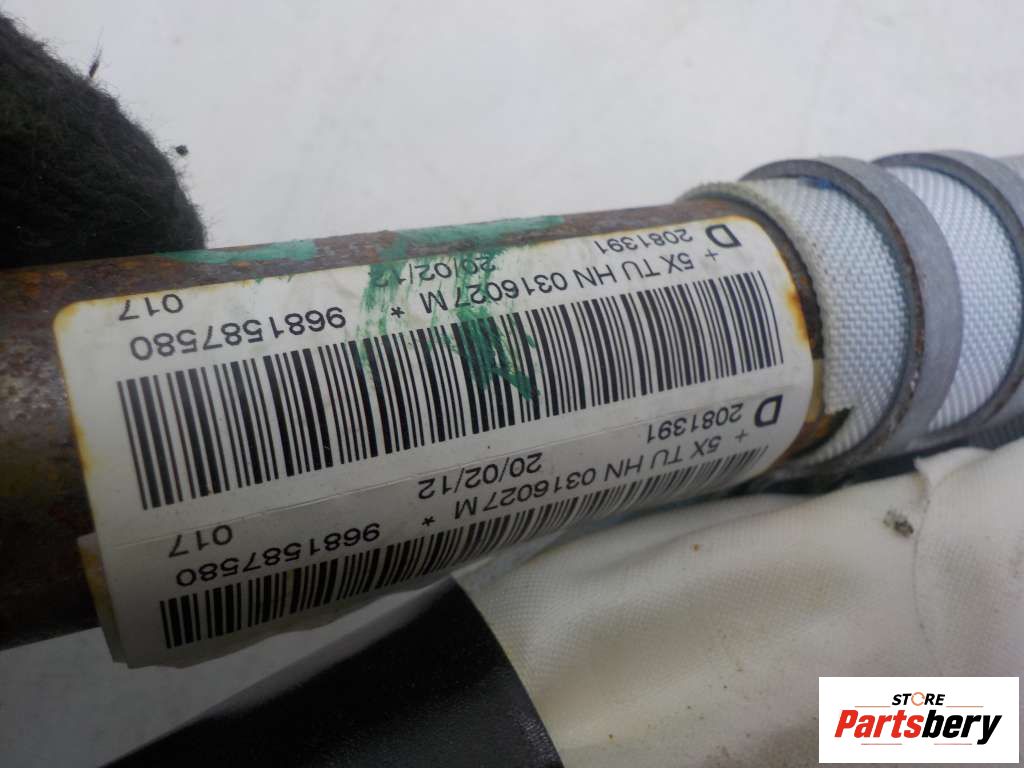 9681587580
017
+ 5X TU HN 0316027 M *
2081391
20/02/12
D
9681587580
017
+ 5X TU HN 0316027 M *
2081391
20/02/12
D
STORE
Partsbery